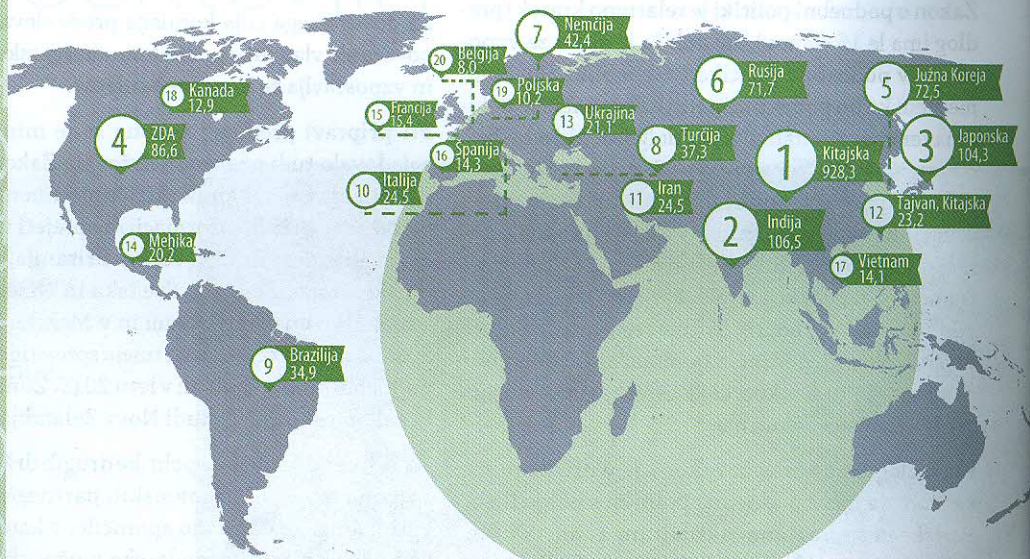 Zakon o podnebni politiki
7 Nemčija
42,4
20 Belgija
8,0
18 Kanada
12,9
4 ZDA
86,6
15 Francija
15,4
19 Poljska
10,2
13 Ukrajina
21,1
6 Rusija
71,7
5 Južna Koreja
72,5
16 Španija
14,3
8 Turčija
37,3
1 Kitajska
928,3
3 Japonska
104,3
10 Italija
24,5
11 Iran
24,5
2 Indija
106,5
12 Tajvan, Kitajska
23,2
14 Mehika
20,2
17 Vietnam
14,1
9 Brazilija
34,9